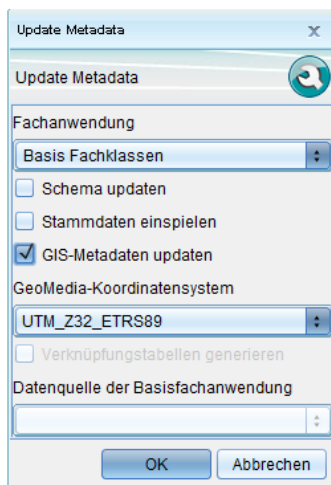 Update Metadata
Update Metadata
Fachanwendung
Basis Fachklassen
Schema updaten
Stammdaten einspielen
GIS-Metadaten updaten
GeoMedia-Koordinatensystem
UTM_Z32_ETRS89
Verknüpfungstabellen generieren
Datenquelle der Basisfachanwendung
OK Abbrechen